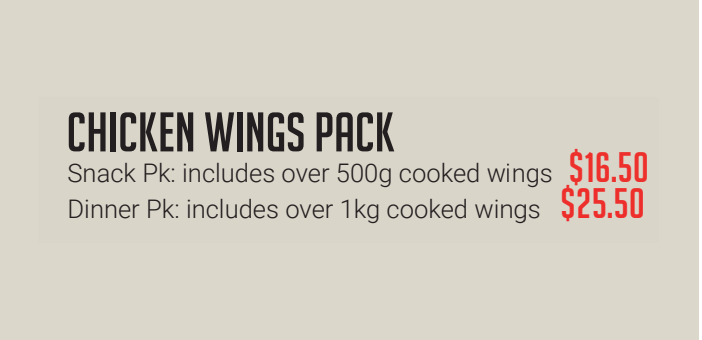 CHICKEN WINGS PACK
Snack Pk: includes over 500g cooked wings $16.50
Dinner Pk: includes over 1kg cooked wings $25.50